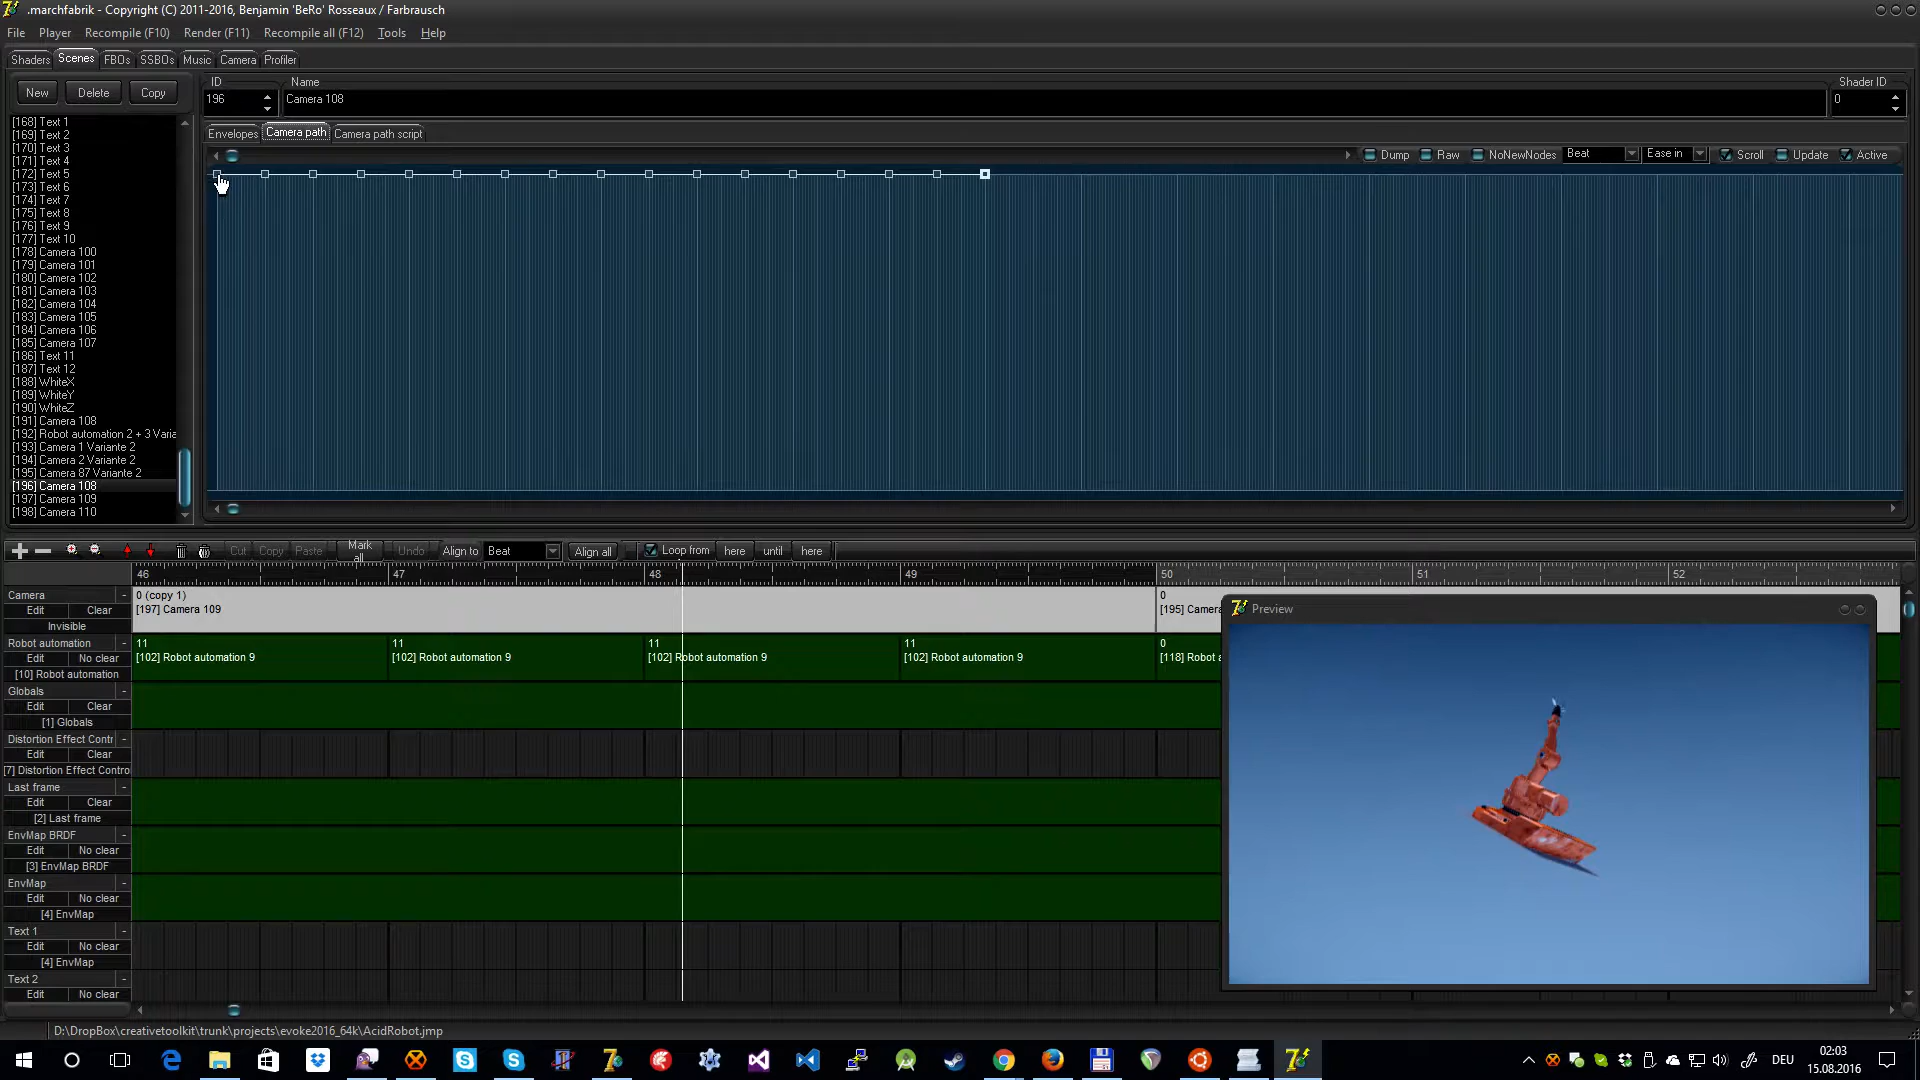 .marchfabrik - Copyright (C) 2011-2016, Benjamin 'BeRo' Rosseaux / Farbrausch
File Player Recompile (F10) Render (F11) Recompile all (F12) Tools Help
Shaders Scenes FBOs SSBOs Music Camera Profiler
New Delete Copy
ID Name Shader ID
196 Camera 108 0
Envelopes Camera path Camera path script
Dump Raw NoNewNodes Beat Ease in Scroll Update Active
[168] Text 1
[169] Text 2
[170] Text 3
[171] Text 4
[172] Text 5
[173] Text 6
[174] Text 7
[175] Text 8
[176] Text 9
[177] Text 10
[178] Camera 100
[179] Camera 101
[180] Camera 102
[181] Camera 103
[182] Camera 104
[183] Camera 105
[184] Camera 106
[185] Camera 107
[186] Text 11
[187] Text 12
[188] WhiteX
[189] WhiteY
[190] WhiteZ
[191] Camera 108
[192] Robot automation 2 + 3 Varia
[193] Camera 1 Variante 2
[194] Camera 2 Variante 2
[195] Camera 87 Variante 2
[196] Camera 108
[197] Camera 109
[198] Camera 110
Cut Copy Paste Mark all Undo Align to Beat Align all Loop from here until here
46 47 48 49 50 51 52
Camera -
Edit Clear
Invisible
0 (copy 1) 0
[197] Camera 109 [195] Camera
Robot automation -
Edit No clear
[10] Robot automation
11 11 11 11 0
[102] Robot automation 9 [102] Robot automation 9 [102] Robot automation 9 [102] Robot automation 9 [118] Robot a
Globals -
Edit Clear
[1] Globals
Distortion Effect Contr -
Edit Clear
[7] Distortion Effect Contro
Last frame -
Edit Clear
[2] Last frame
EnvMap BRDF -
Edit No clear
[3] EnvMap BRDF
EnvMap -
Edit No clear
[4] EnvMap
Text 1 -
Edit No clear
[4] EnvMap
Text 2 -
Edit No clear
Preview
D:\DropBox\creativetoolkit\trunk\projects\evoke2016_64k\AcidRobot.jmp
DEU 02:03
15.08.2016